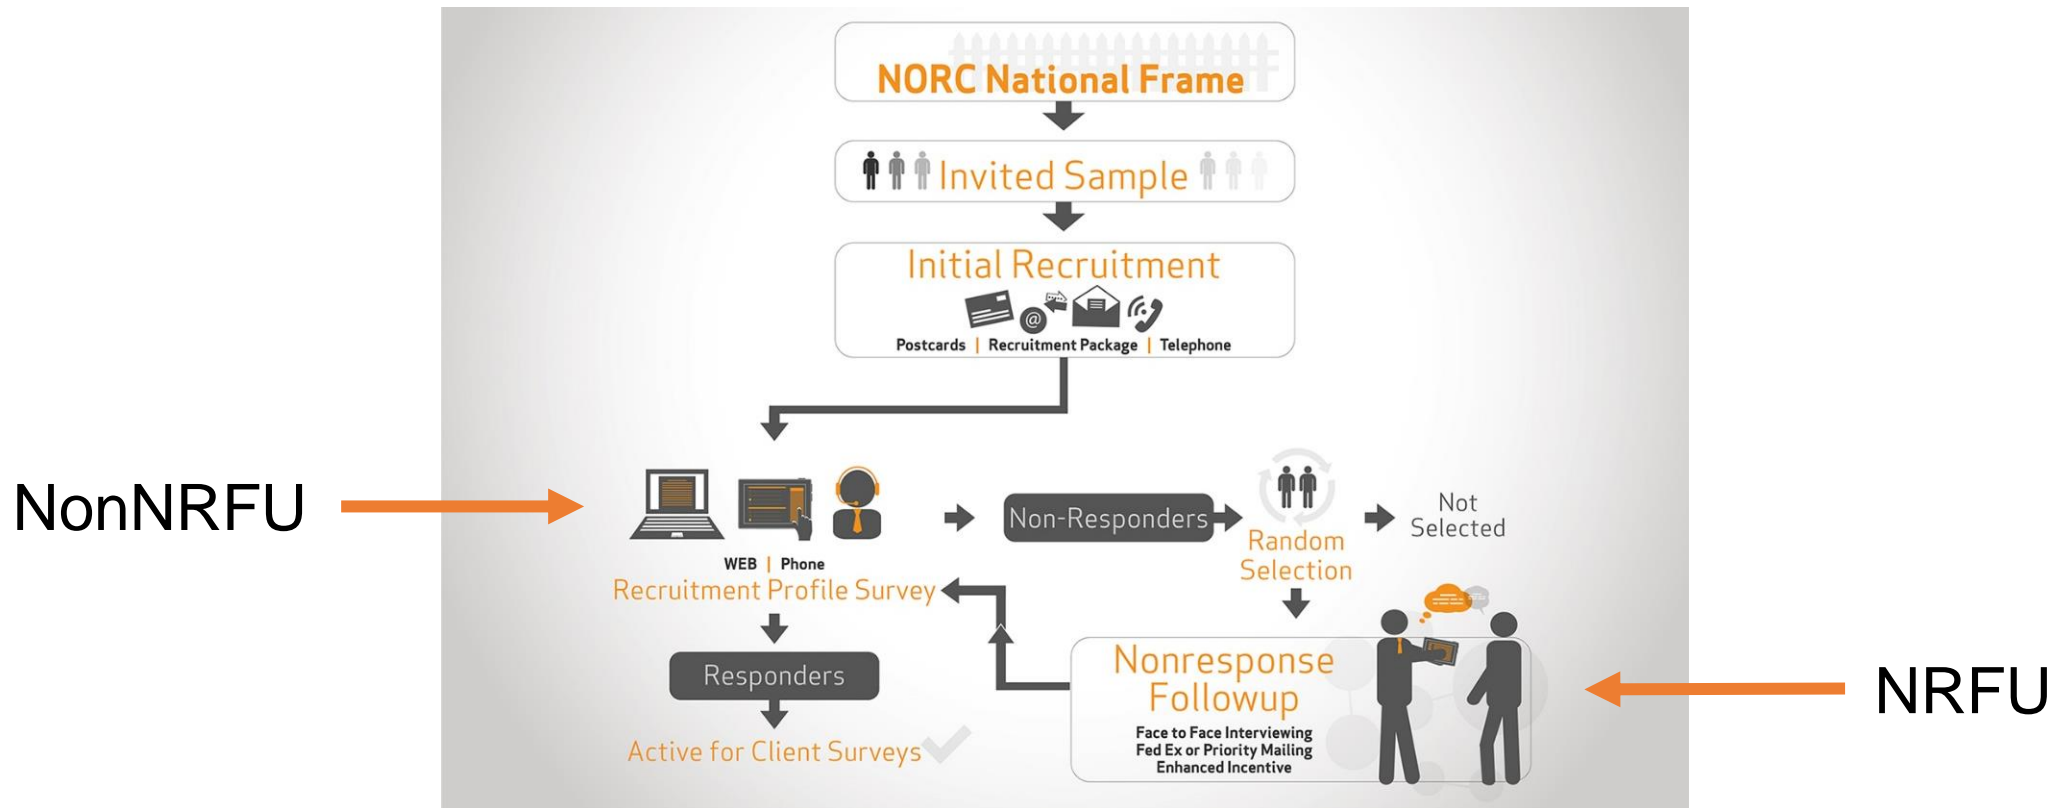 NORC National Frame
Invited Sample
Initial Recruitment
@
Postcards | Recruitment Package | Telephone
NonNRFU
WEB | Phone
Recruitment Profile Survey
Non-Responders
Random
Selection
Not
Selected
Responders
Active for Client Surveys
Nonresponse
Followup
Face to Face Interviewing
Fed Ex or Priority Mailing
Enhanced Incentive
NRFU